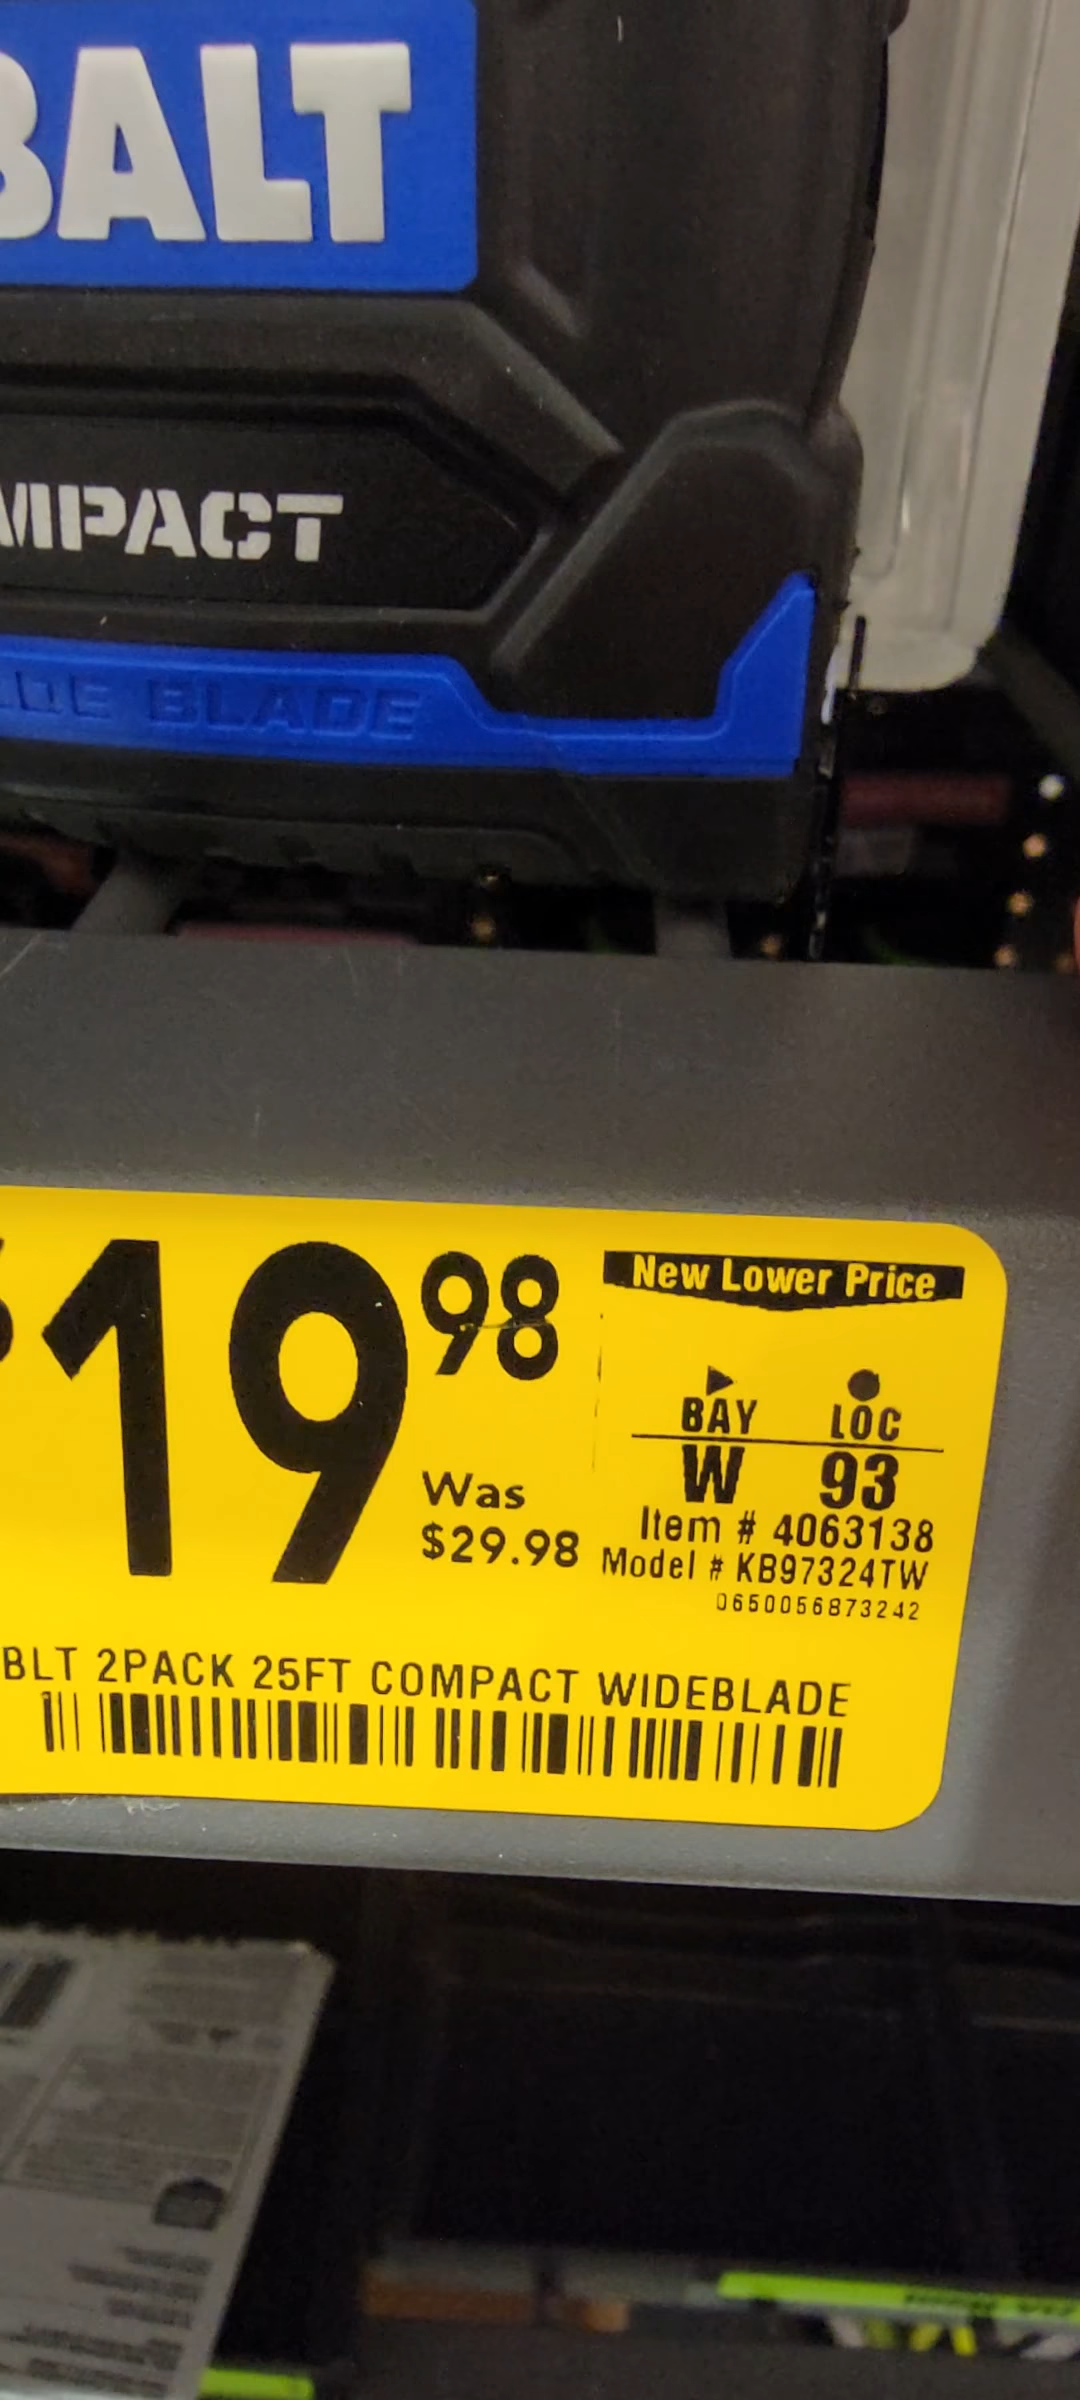 BALT
MPACT
IDE BLADE
$19 98
New Lower Price
BAY LOC
W 93
Was
$29.98
Item # 4063138
Model # KB97324TW
0650056873242
BLT 2PACK 25FT COMPACT WIDEBLADE